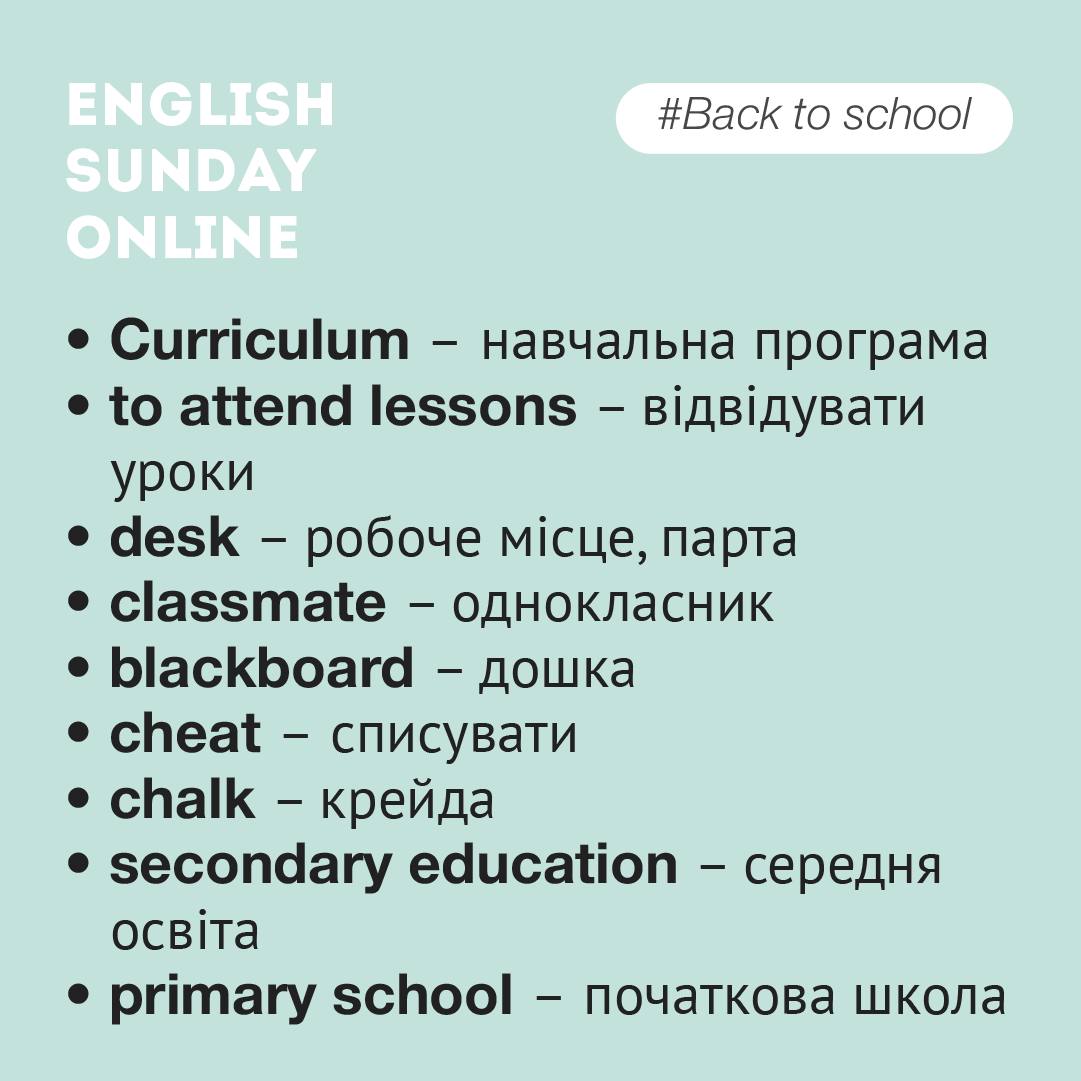 ENGLISH
SUNDAY
ONLINE
#Back to school
• Curriculum – навчальна програма
• to attend lessons – відвідувати
уроки
• desk – робоче місце, парта
• classmate – однокласник
• blackboard – дошка
• cheat – списувати
• chalk – крейда
• secondary education – середня
освіта
• primary school – початкова школа